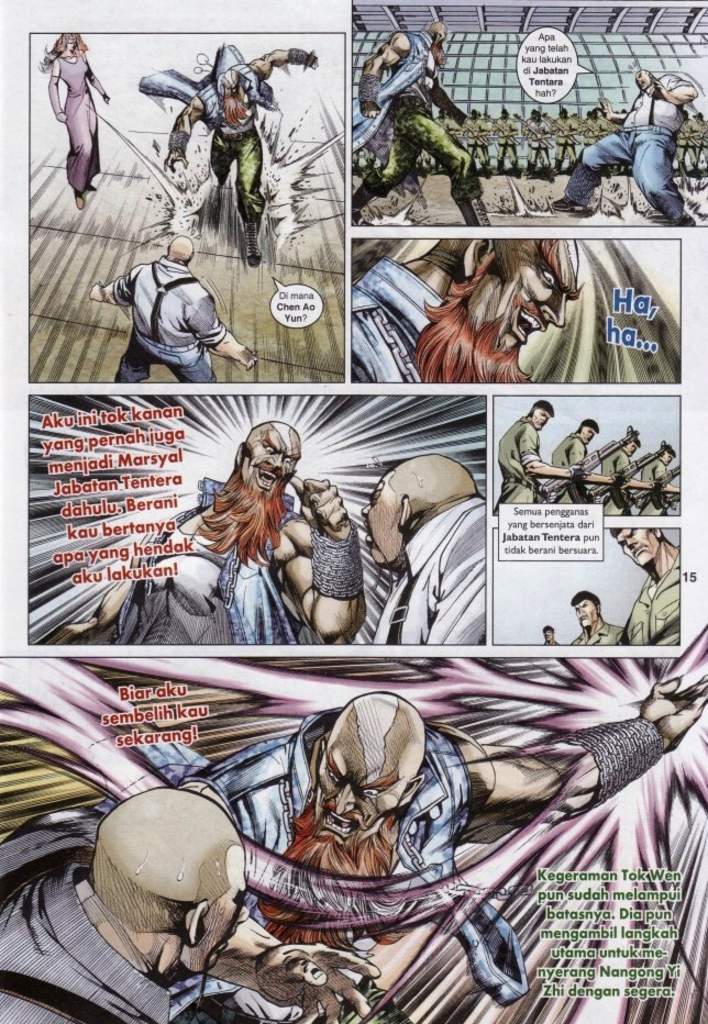 Di mana
Chen Ao
Yun?
Apa
yang telah
kau lakukan
di Jabatan
Tentara
hah?
Ha,
ha...
Aku ini tok kanan
yang pernah juga
menjadi Marsyal
Jabatan Tentera
dahulu. Berani
kau bertanya
apa yang hendak
aku lakukan!
Semua pengganas
yang bersenjata dari
Jabatan Tentera pun
tidak berani bersuara.
15
Biar aku
sembelih kau
sekarang!
Kegeraman Tok Wen
pun sudah melampui
batasnya. Dia pun
mengambil langkah
utama untuk me-
nyerang Nangong Yi
Zhi dengan segera.